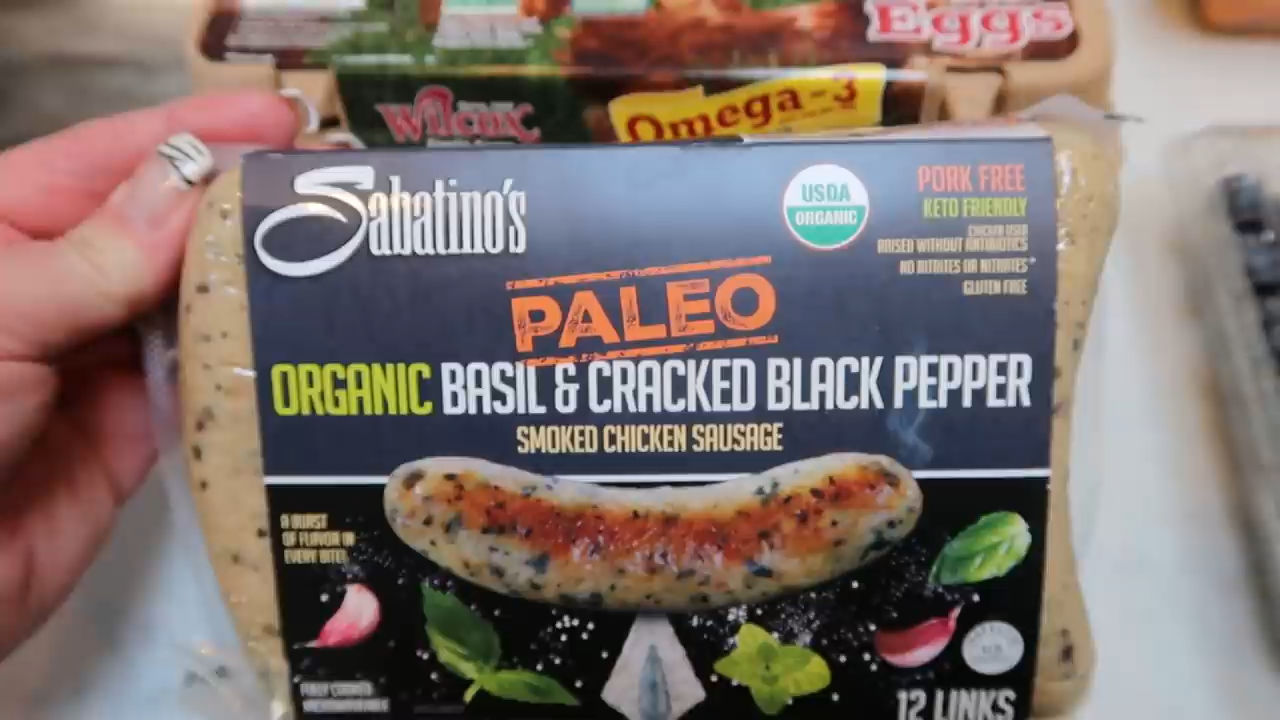 Eggs
Wilcox
Omega-3
Sabatino's
USDA
ORGANIC
PORK FREE
KETO FRIENDLY
CHICKEN USED
RAISED WITHOUT ANTIBIOTICS
NO NITRITES OR NITRATES*
GLUTEN FREE
PALEO
ORGANIC BASIL & CRACKED BLACK PEPPER
SMOKED CHICKEN SAUSAGE
A BURST
OF FLAVOR IN
EVERY BITE!
FULLY COOKED
12 LINKS